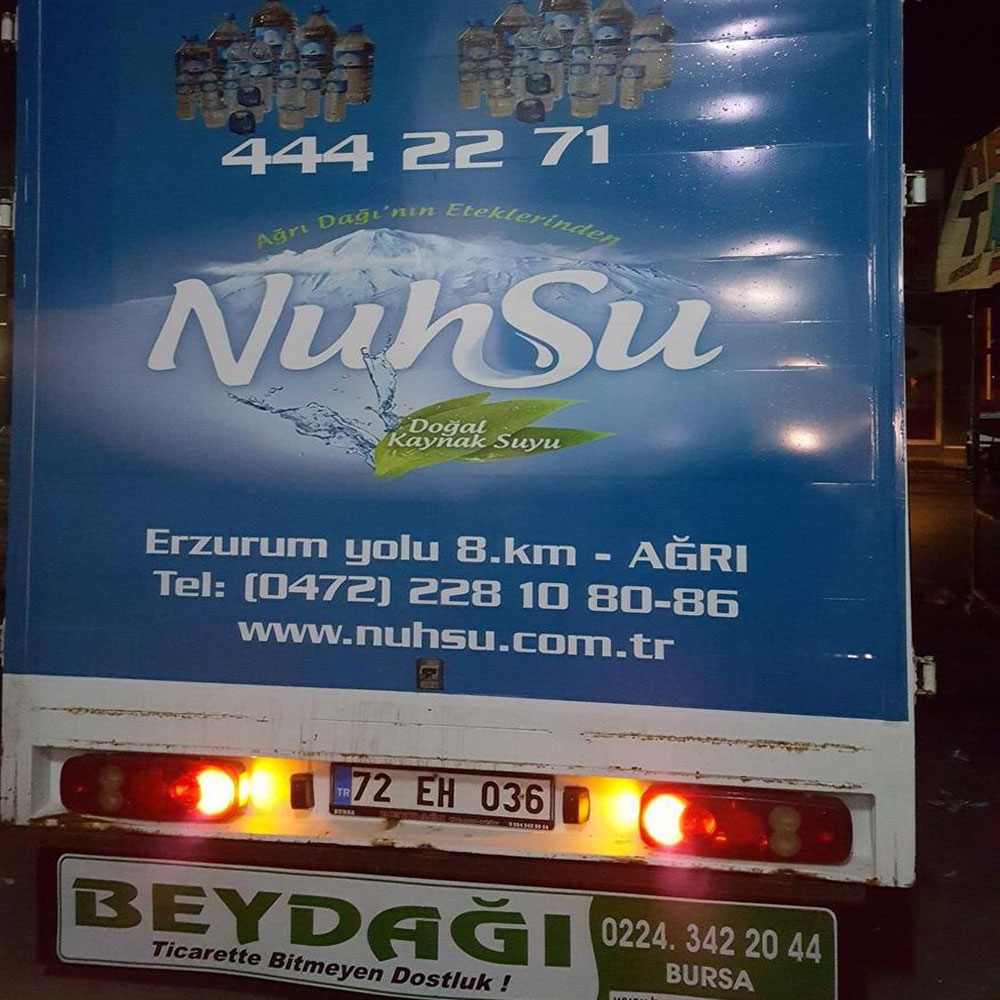 444 22 71
Ağrı Dağı'nın Eteklerinden
NuhSu
Doğal
Kaynak Suyu
Erzurum yolu 8.km - AĞRI
Tel: (0472) 228 10 80-86
www.nuhsu.com.tr
TR 72 EH 036
BURSA
BEYDAĞI
Ticarette Bitmeyen Dostluk !
0224. 342 20 44
BURSA